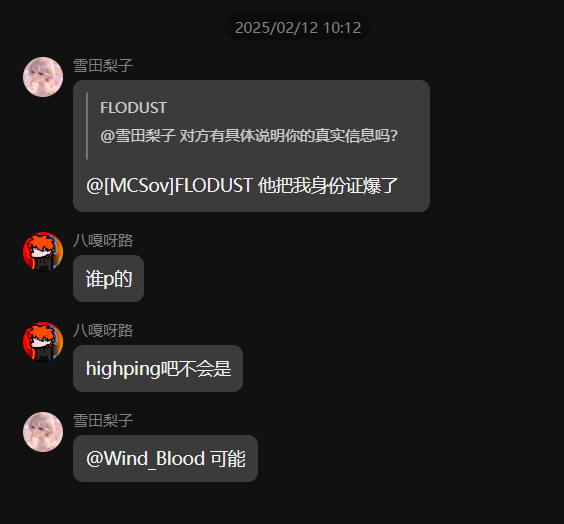 2025/02/12 10:12
雪田梨子
FLODUST
@雪田梨子 对方有具体说明你的真实信息吗?
@[MCSov]FLODUST 他把我身份证爆了
八嘎呀路
谁p的
八嘎呀路
highping吧不会是
雪田梨子
@Wind_Blood 可能